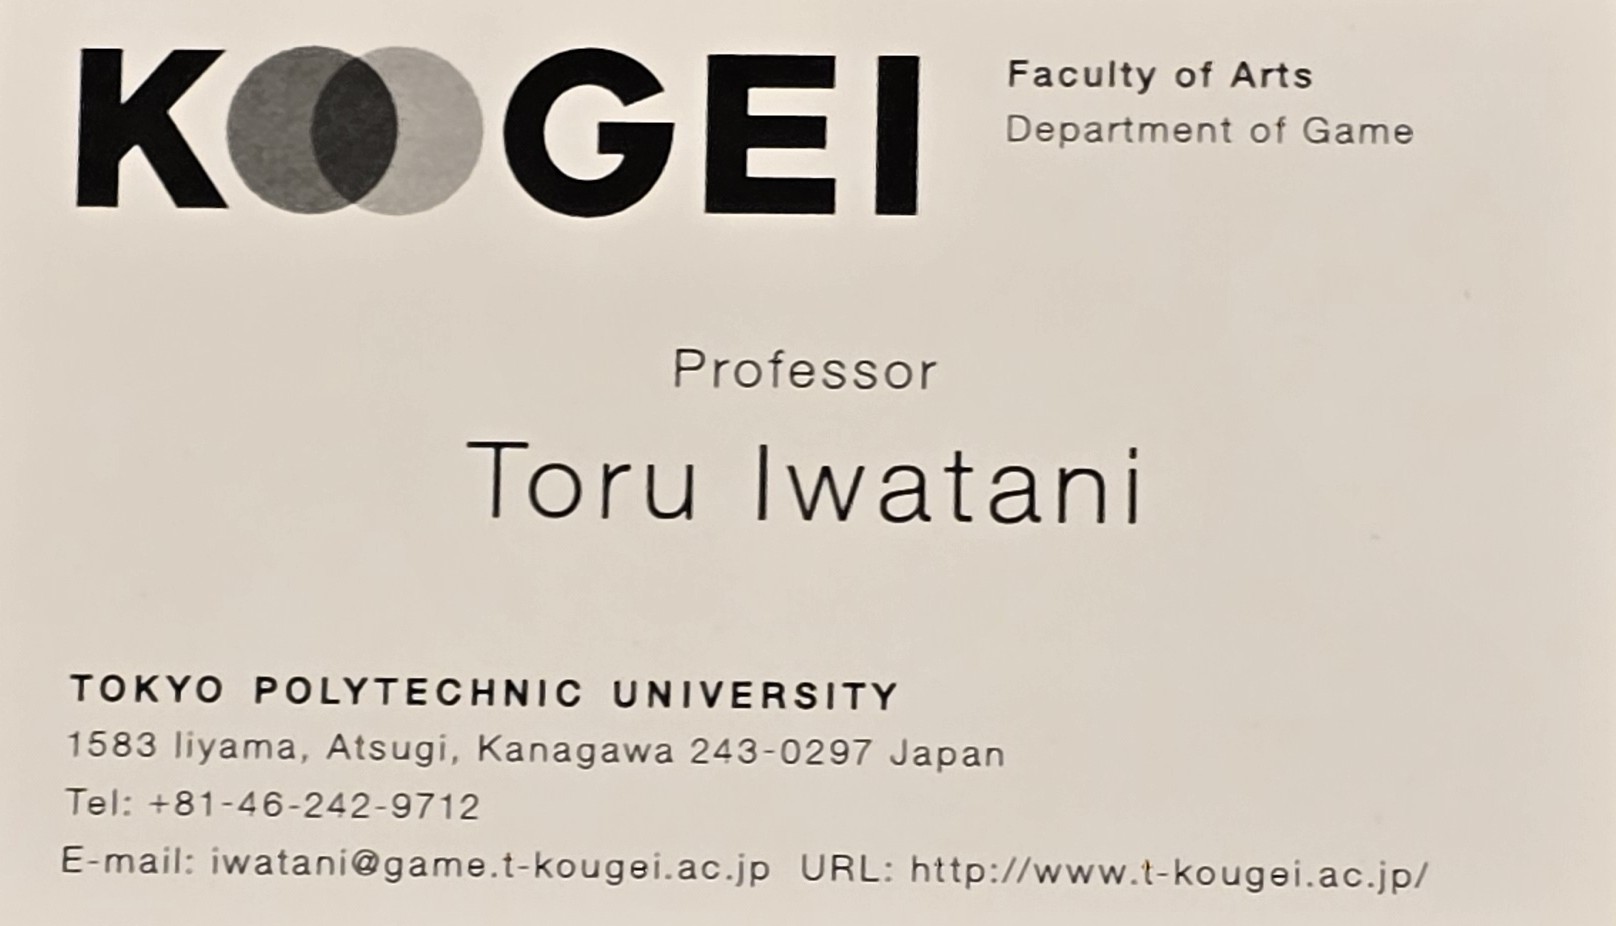 KOGEI
Faculty of Arts
Department of Game
Professor
Toru Iwatani
TOKYO POLYTECHNIC UNIVERSITY
1583 Iiyama, Atsugi, Kanagawa 243-0297 Japan
Tel: +81-46-242-9712
E-mail: iwatani@game.t-kougei.ac.jp URL: http://www.t-kougei.ac.jp/